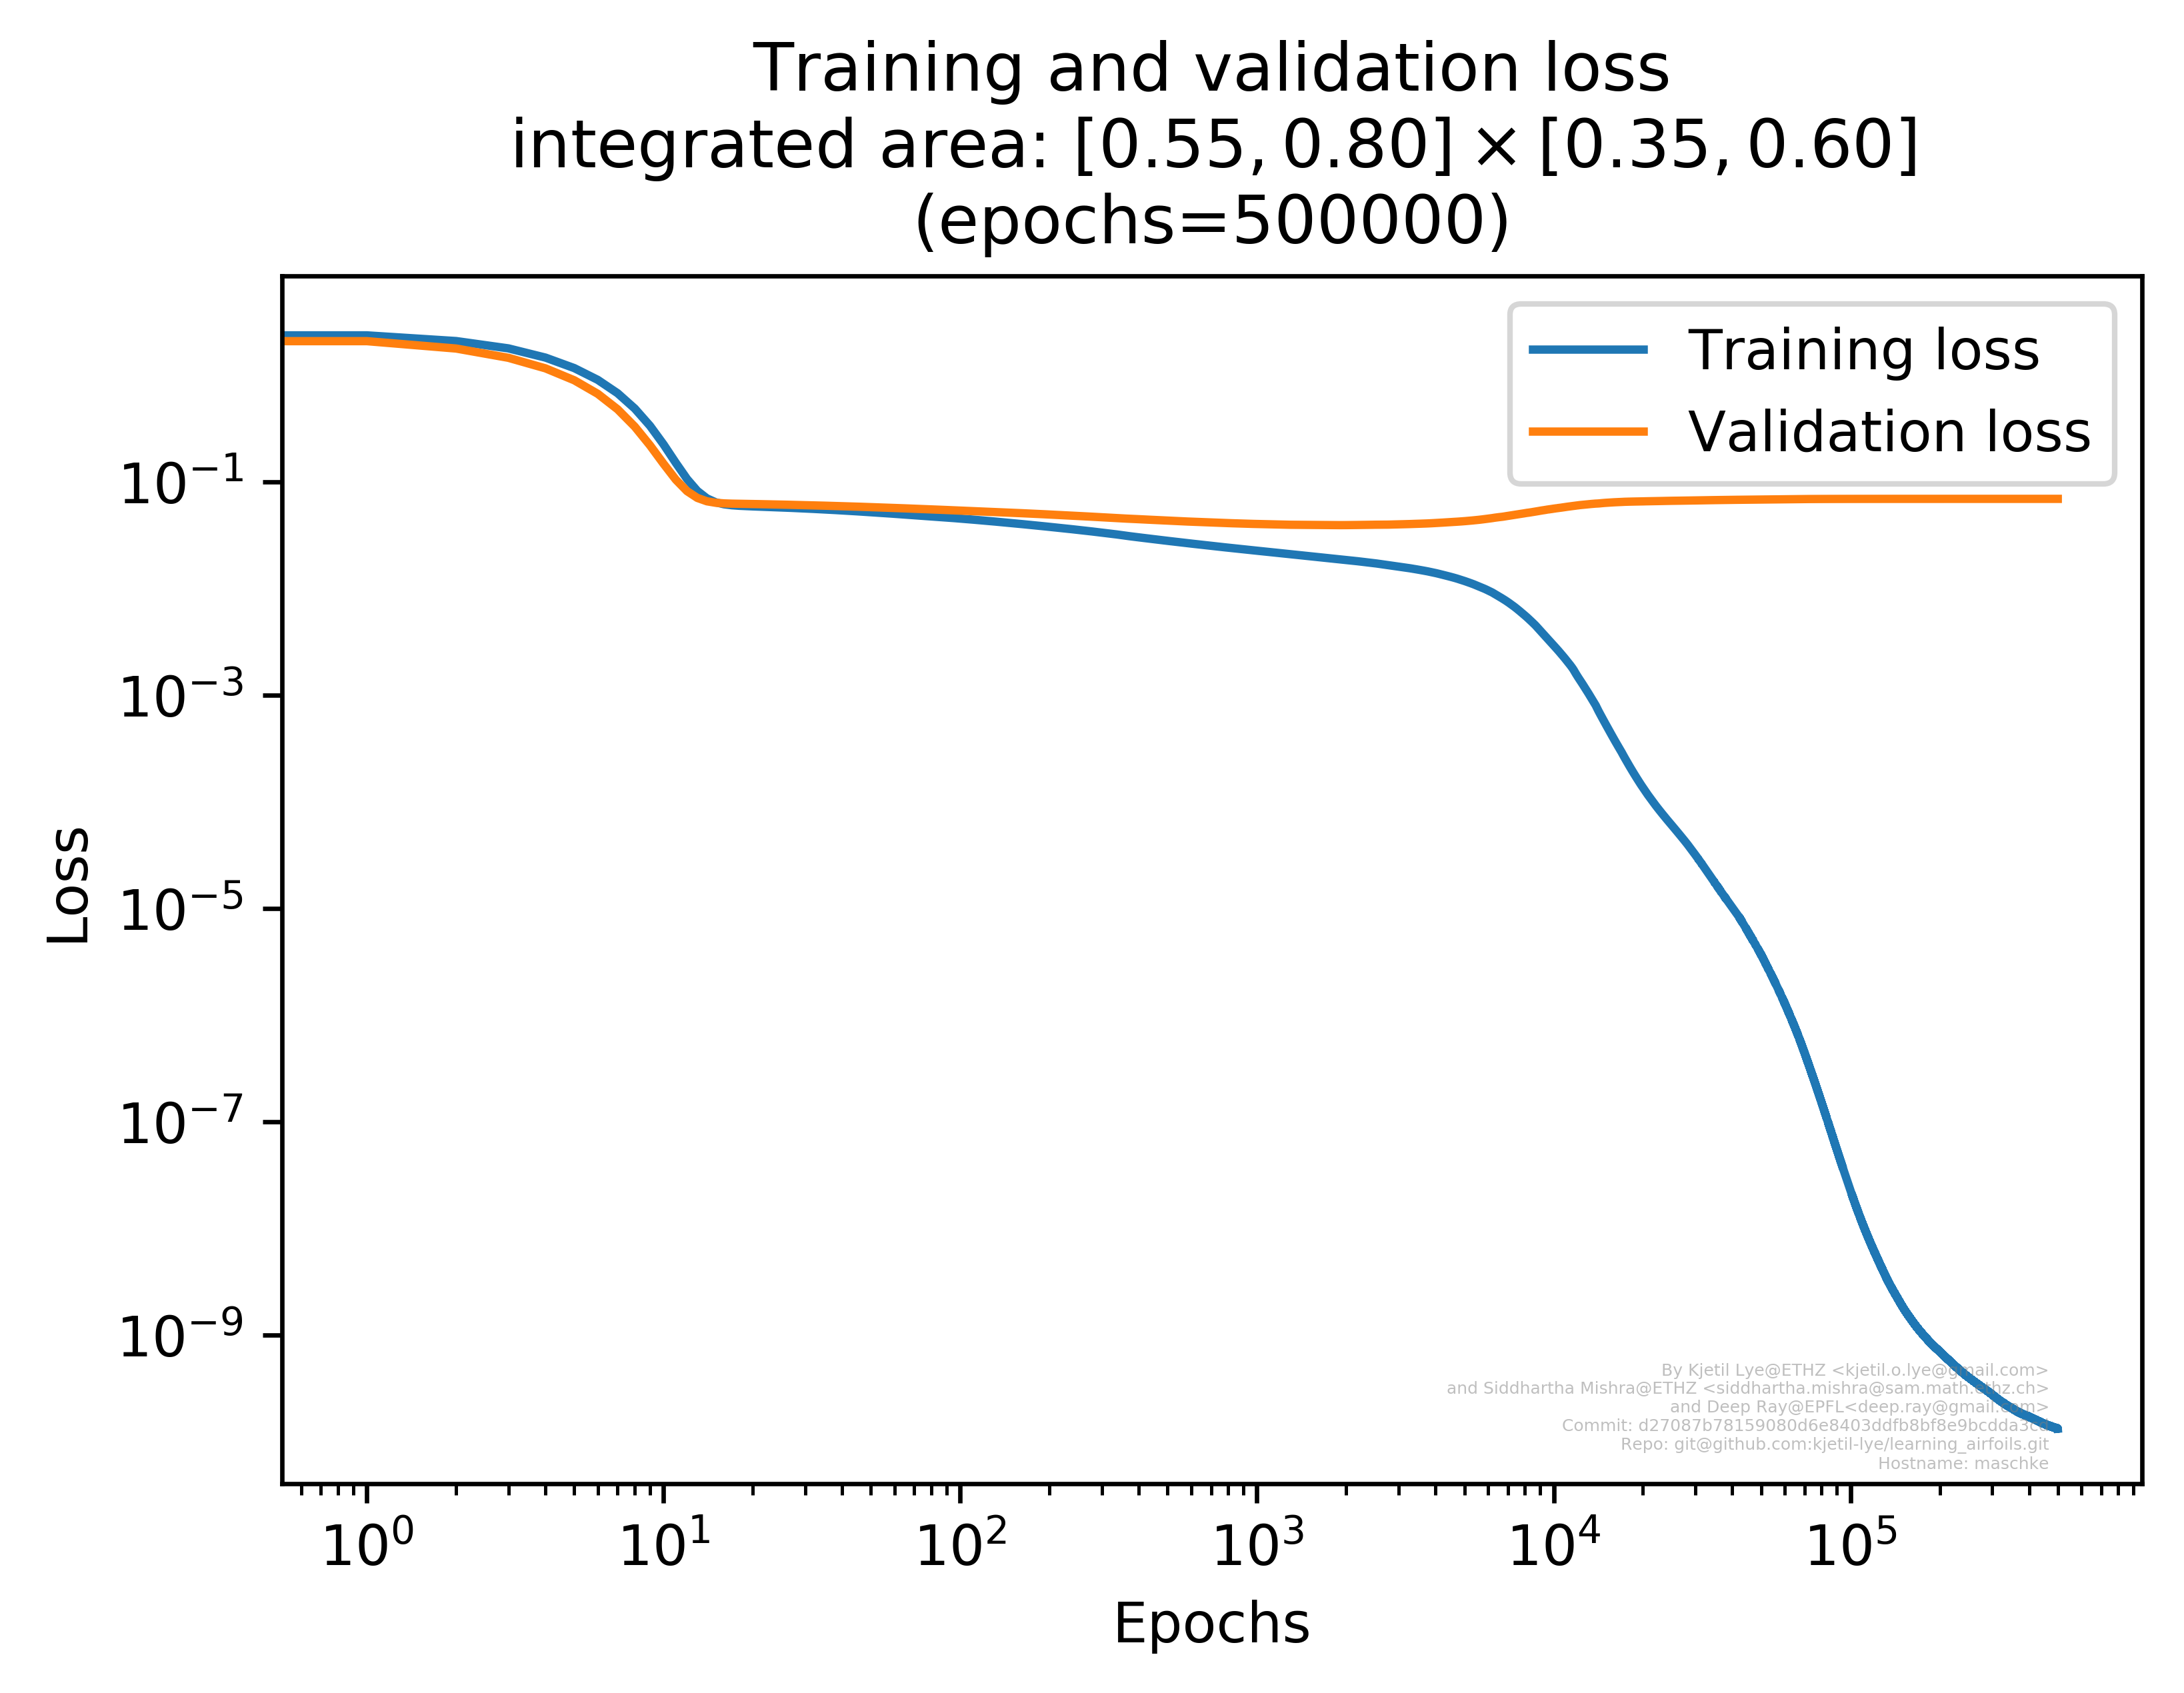 Training and validation loss
integrated area: [0.55, 0.80] × [0.35, 0.60]
(epochs=500000)
Training loss
Validation loss
10⁻¹
10⁻³
10⁻⁵
10⁻⁷
10⁻⁹
Loss
By Kjetil Lye@ETHZ <kjetil.o.lye@gmail.com>
and Siddhartha Mishra@ETHZ <siddhartha.mishra@sam.math.ethz.ch>
and Deep Ray@EPFL<deep.ray@gmail.com>
Commit:
Repo: git@github.com:kjetil-lye/learning_airfoils.git
Hostname: maschke
10⁰ 10¹ 10² 10³ 10⁴ 10⁵
Epochs